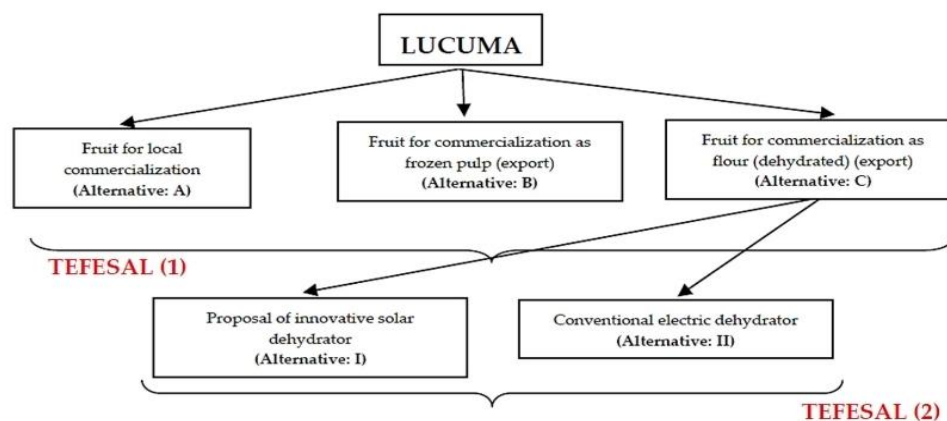 LUCUMA
Fruit for local
commercialization
(Alternative: A)
Fruit for commercialization as
frozen pulp (export)
(Alternative: B)
Fruit for commercialization as
flour (dehydrated) (export)
(Alternative: C)
TEFESAL (1)
Proposal of innovative solar
dehydrator
(Alternative: I)
Conventional electric dehydrator
(Alternative: II)
TEFESAL (2)